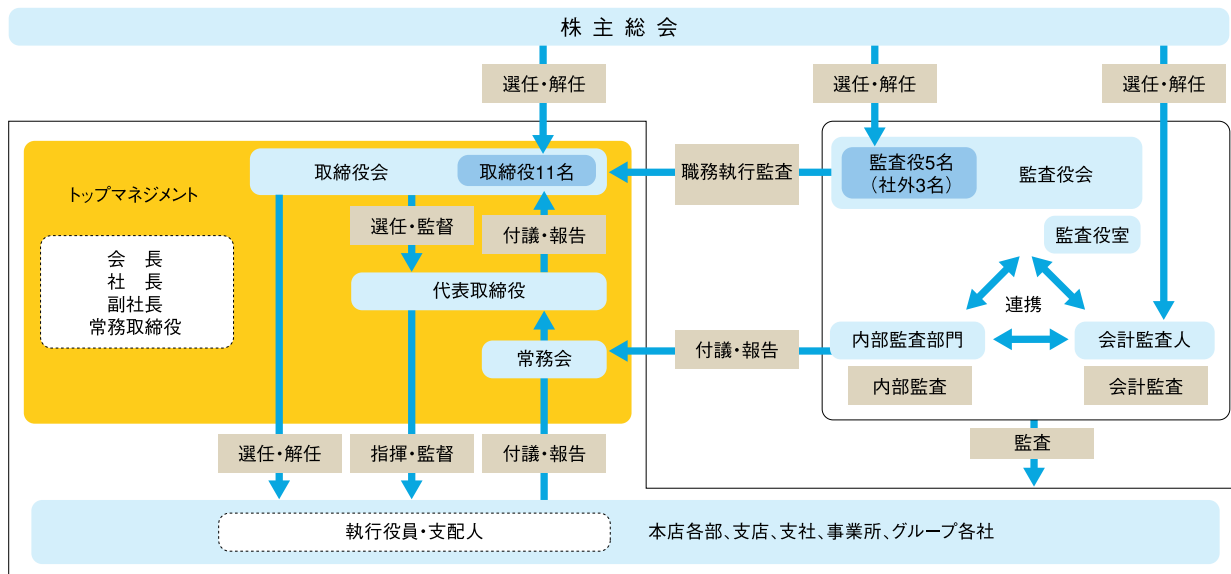 株主総会
選任・解任
選任・解任
選任・解任
トップマネジメント
取締役会
取締役11名
職務執行監査
監査役5名
（社外3名）
監査役会
選任・監督
付議・報告
監査役室
会　長
社　長
副社長
常務取締役
代表取締役
連携
常務会
付議・報告
内部監査部門
会計監査人
内部監査
会計監査
選任・解任
指揮・監督
付議・報告
監査
執行役員・支配人
本店各部、支店、支社、事業所、グループ各社